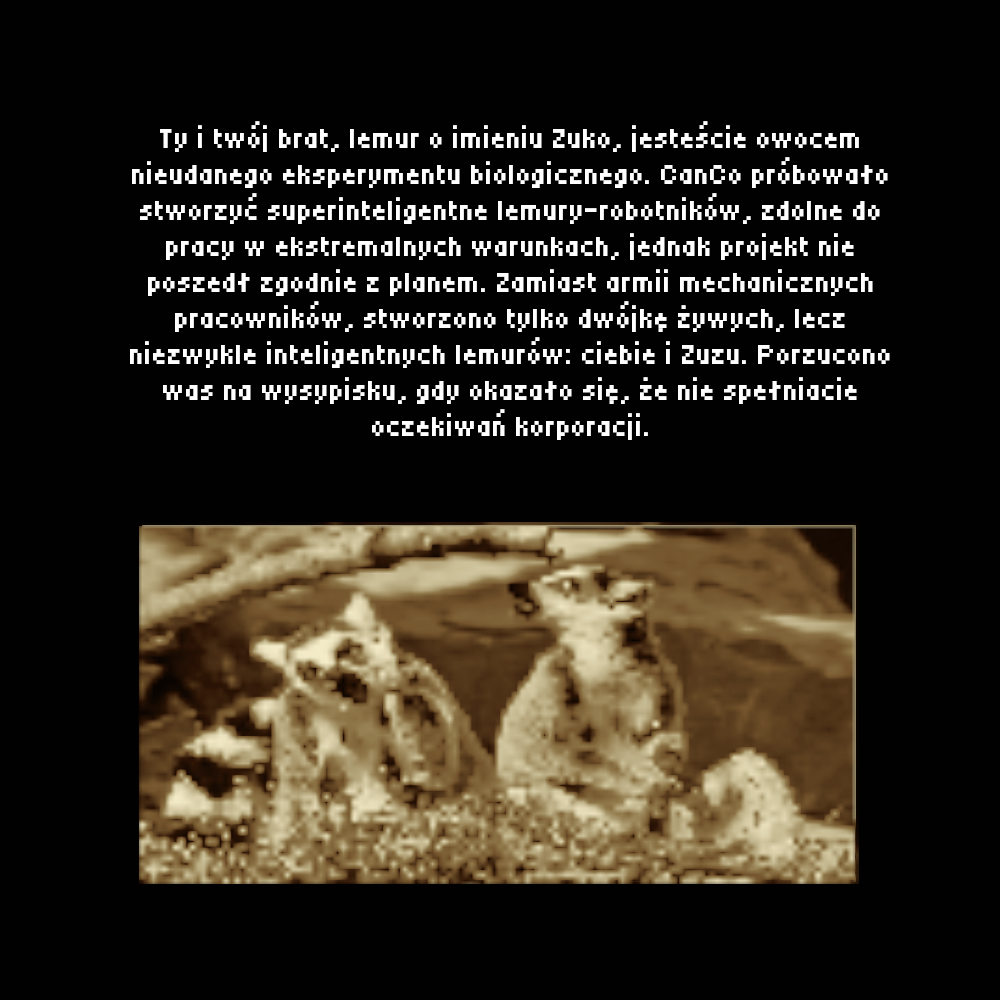 Ty i twój brat, lemur o imieniu Zuko, jesteście owocem
nieudanego eksperymentu biologicznego. CanCo próbowało
stworzyć superinteligentne lemury-robotników, zdolne do
pracy w ekstremalnych warunkach, jednak projekt nie
poszedł zgodnie z planem. Zamiast armii mechanicznych
pracowników, stworzono tylko dwójkę żywych, lecz
niezwykle inteligentnych lemurów: ciebie i Zuzu. Porzucono
was na wysypisku, gdy okazało się, że nie spełniacie
oczekiwań korporacji.